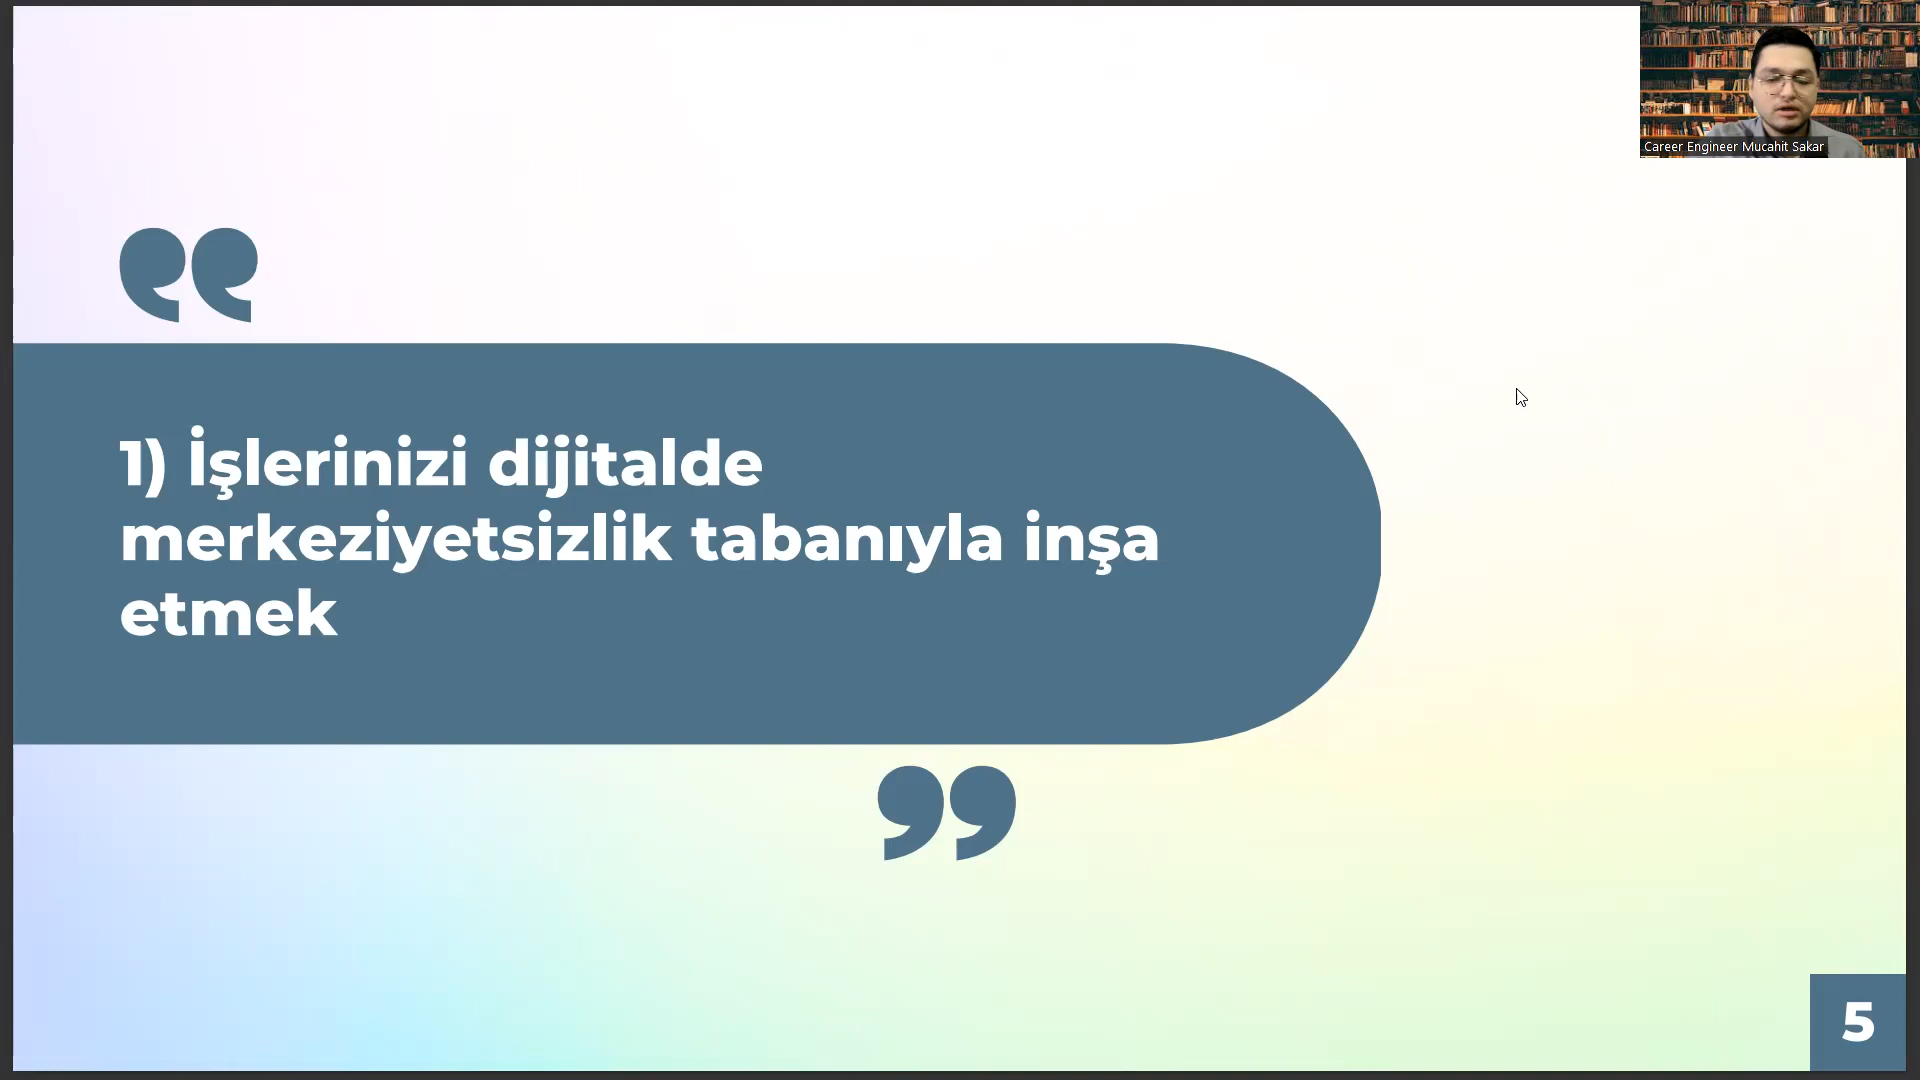 Career Engineer Mucahit Sakar
1) İşlerinizi dijitalde
merkeziyetsizlik tabanıyla inşa
etmek
5